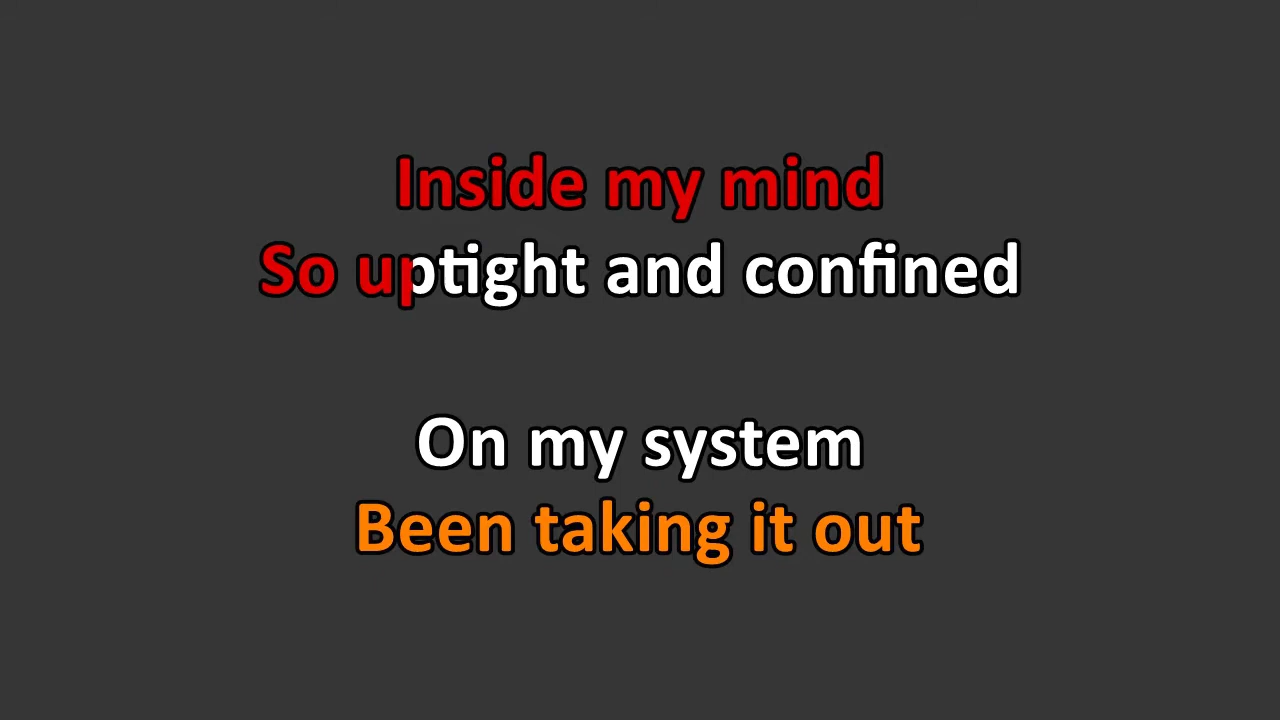 Inside my mind
So uptight and confined
On my system
Been taking it out